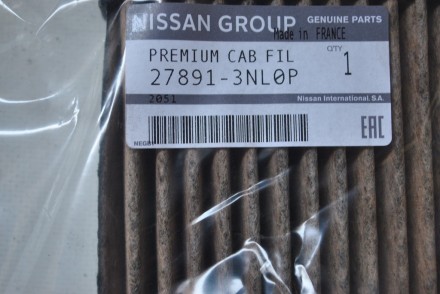 NISSAN GROUP GENUINE PARTS
Made in FRANCE
PREMIUM CAB FIL QTY
27891-3NL0P 1
2051 Nissan International S.A.
EAC